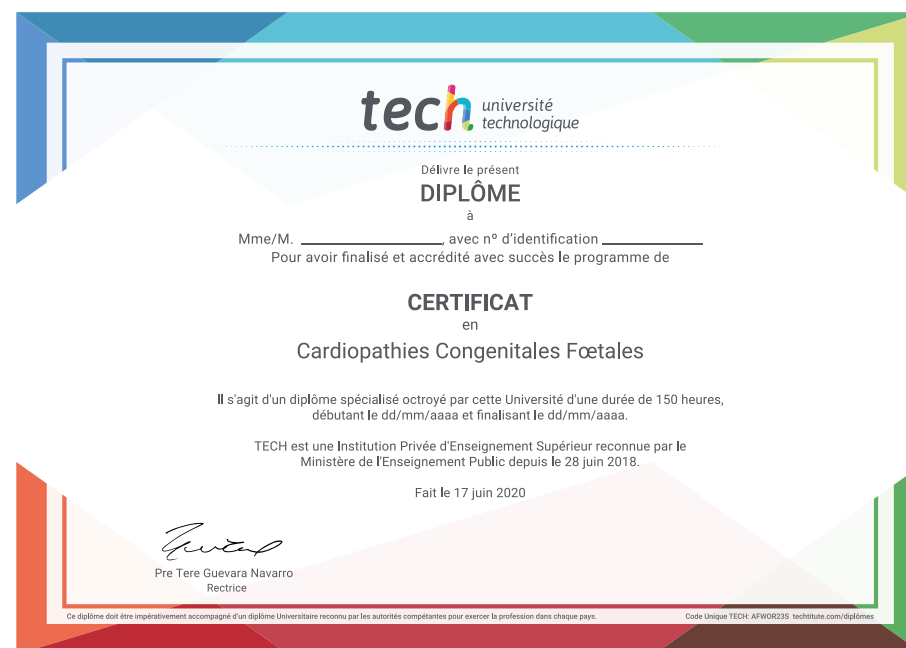 tech université
technologique
Délivre le présent
DIPLÔME
à
Mme/M. ____________________, avec nº d'identification ______________
Pour avoir finalisé et accrédité avec succès le programme de
CERTIFICAT
en
Cardiopathies Congenitales Fœtales
Il s'agit d'un diplôme spécialisé octroyé par cette Université d'une durée de 150 heures,
débutant le dd/mm/aaaa et finalisant le dd/mm/aaaa.
TECH est une Institution Privée d'Enseignement Supérieur reconnue par le
Ministère de l'Enseignement Public depuis le 28 juin 2018.
Fait le 17 juin 2020
Pre Tere Guevara Navarro
Rectrice
Ce diplôme doit être impérativement accompagné d'un diplôme Universitaire reconnu par les autorités compétantes pour exercer la profession dans chaque pays.
Code Unique TECH: AFWOR23S techtitute.com/diplômes